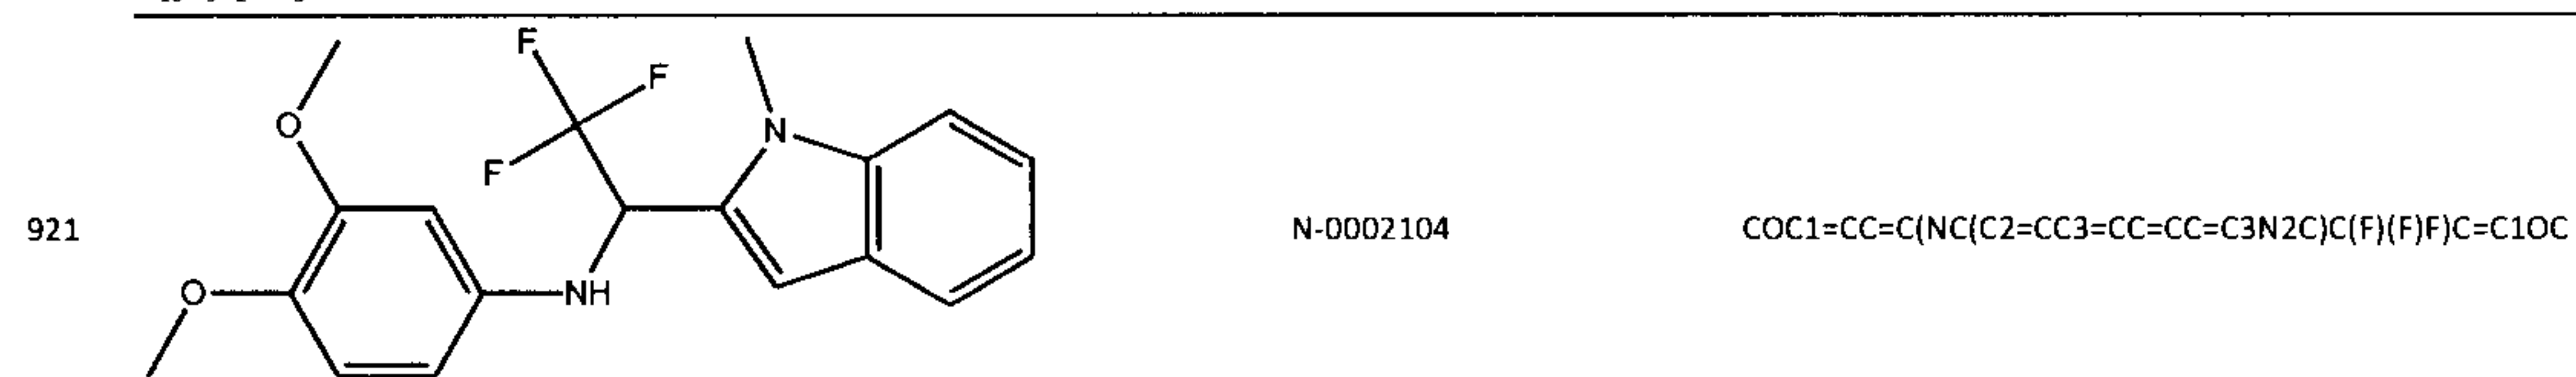 921
F
F
F
O
O
N
NH
N-0002104
COC1=CC=C(NC(C2=CC3=CC=CC=C3N2C)C(F)(F)F)C=C1OC